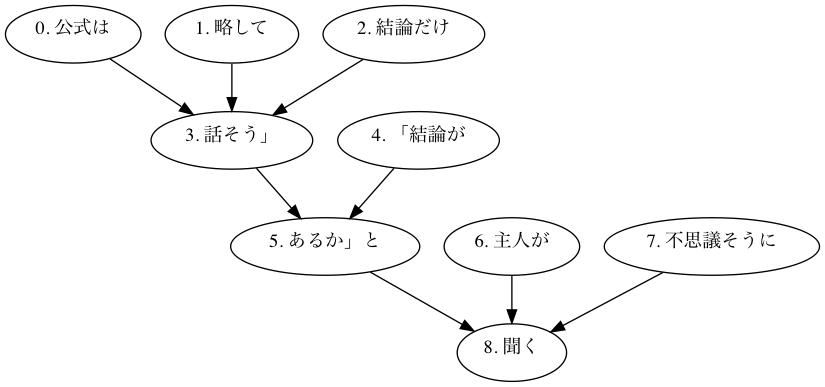 0. 公式は
1. 略して
2. 結論だけ
3. 話そう」
4. 「結論が
5. あるか」と
6. 主人が
7. 不思議そうに
8. 聞く